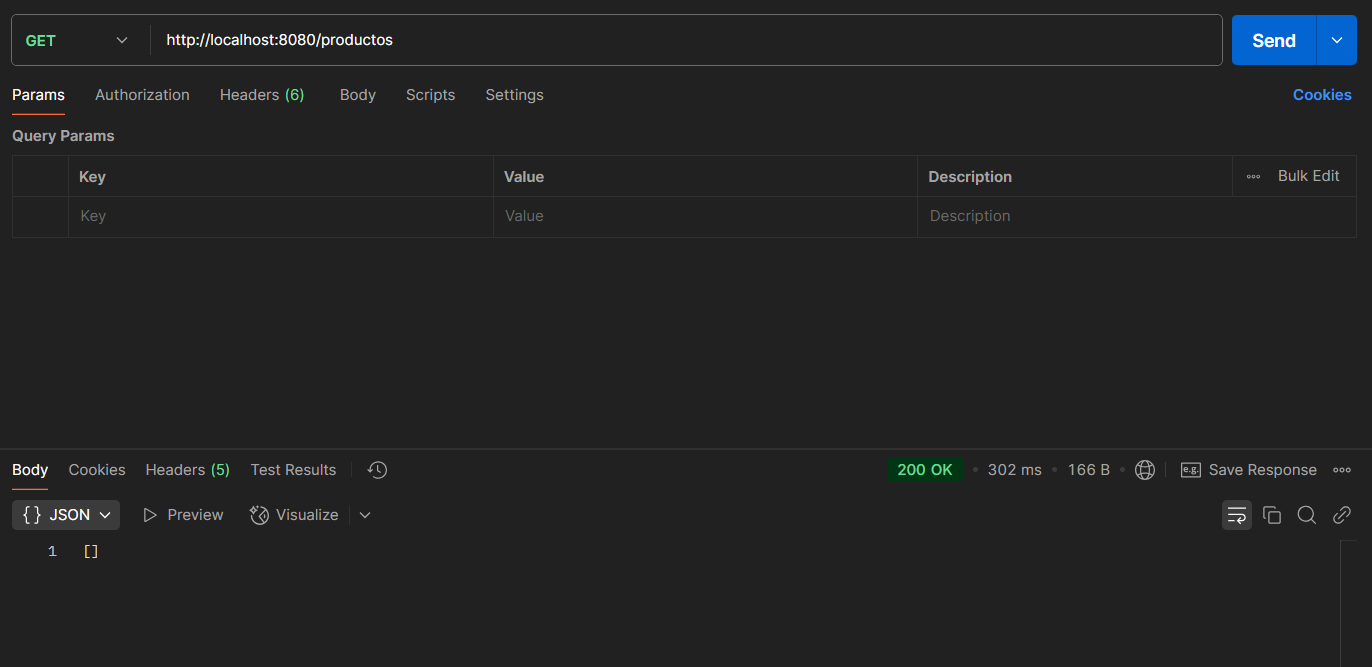 GET http://localhost:8080/productos Send
Params Authorization Headers (6) Body Scripts Settings Cookies
Query Params
Key Value Description Bulk Edit
Key Value Description
Body Cookies Headers (5) Test Results 200 OK 302 ms 166 B e.g. Save Response
{} JSON Preview Visualize
1 []